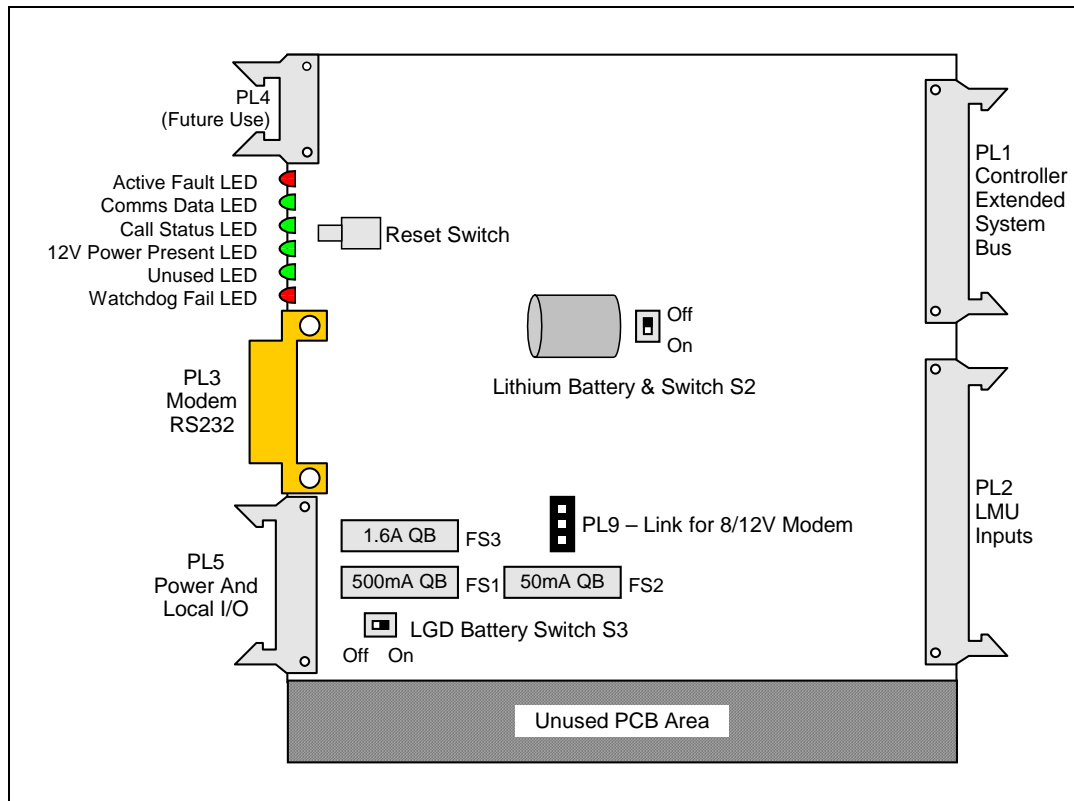 PL4
(Future Use)
Active Fault LED
Comms Data LED
Call Status LED
12V Power Present LED
Unused LED
Watchdog Fail LED
Reset Switch
PL1
Controller
Extended
System
Bus
Off
On
Lithium Battery & Switch S2
PL3
Modem
RS232
PL2
LMU
Inputs
PL9 – Link for 8/12V Modem
1.6A QB
FS3
PL5
Power And
Local I/O
500mA QB
FS1
50mA QB
FS2
LGD Battery Switch S3
Off On
Unused PCB Area